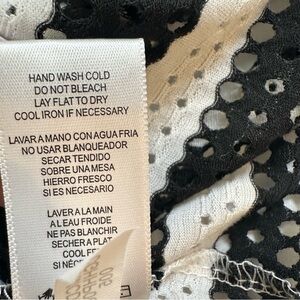 HAND WASH COLD
DO NOT BLEACH
LAY FLAT TO DRY
COOL IRON IF NECESSARY
LAVAR A MANO CON AGUA FRIA
NO USAR BLANQUEADOR
SECAR TENDIDO
SOBRE UNA MESA
HIERRO FRESCO
SI ES NECESARIO
LAVER A LA MAIN
A L EAU FROIDE
NE PAS BLANCHIR
SECHER A PLAT
COOL
SI